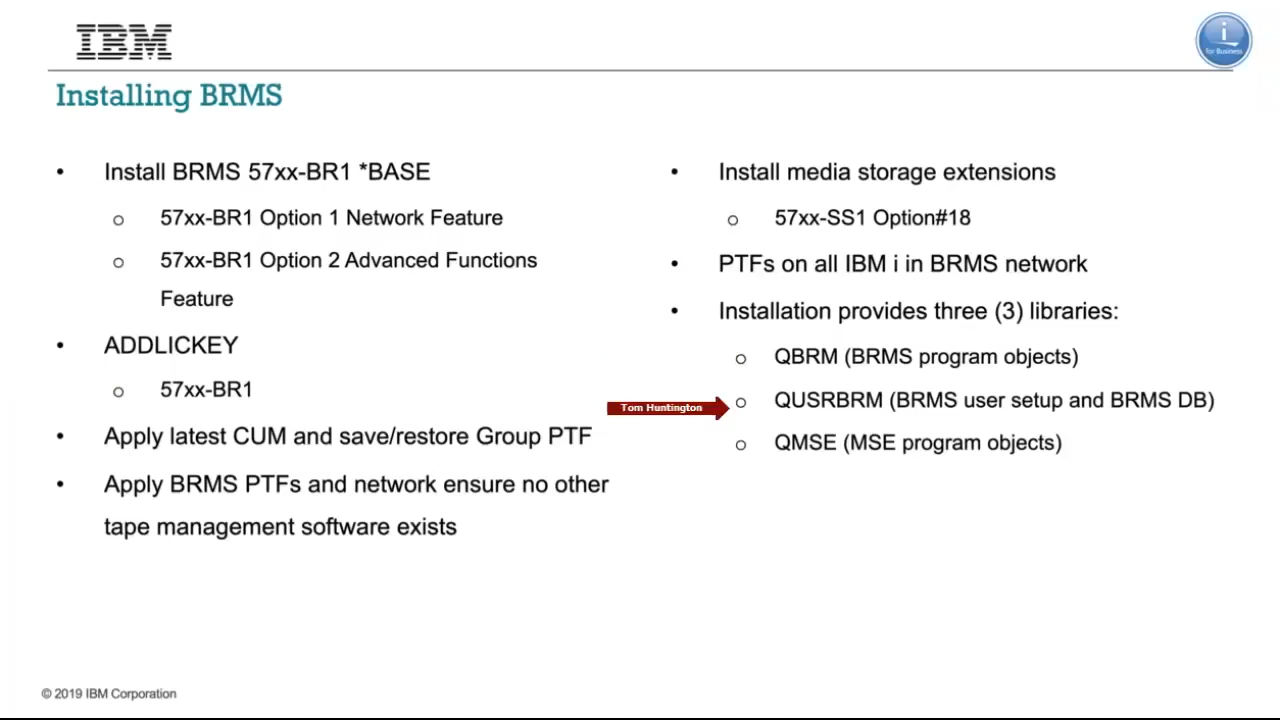 IBM
i
for Business
Installing BRMS
• Install BRMS 57xx-BR1 *BASE
o 57xx-BR1 Option 1 Network Feature
o 57xx-BR1 Option 2 Advanced Functions
Feature
• ADDLICKEY
o 57xx-BR1
• Apply latest CUM and save/restore Group PTF
• Apply BRMS PTFs and network ensure no other
tape management software exists
• Install media storage extensions
o 57xx-SS1 Option#18
• PTFs on all IBM i in BRMS network
• Installation provides three (3) libraries:
o QBRM (BRMS program objects)
Tom Huntington
o QUSRBRM (BRMS user setup and BRMS DB)
o QMSE (MSE program objects)
© 2019 IBM Corporation